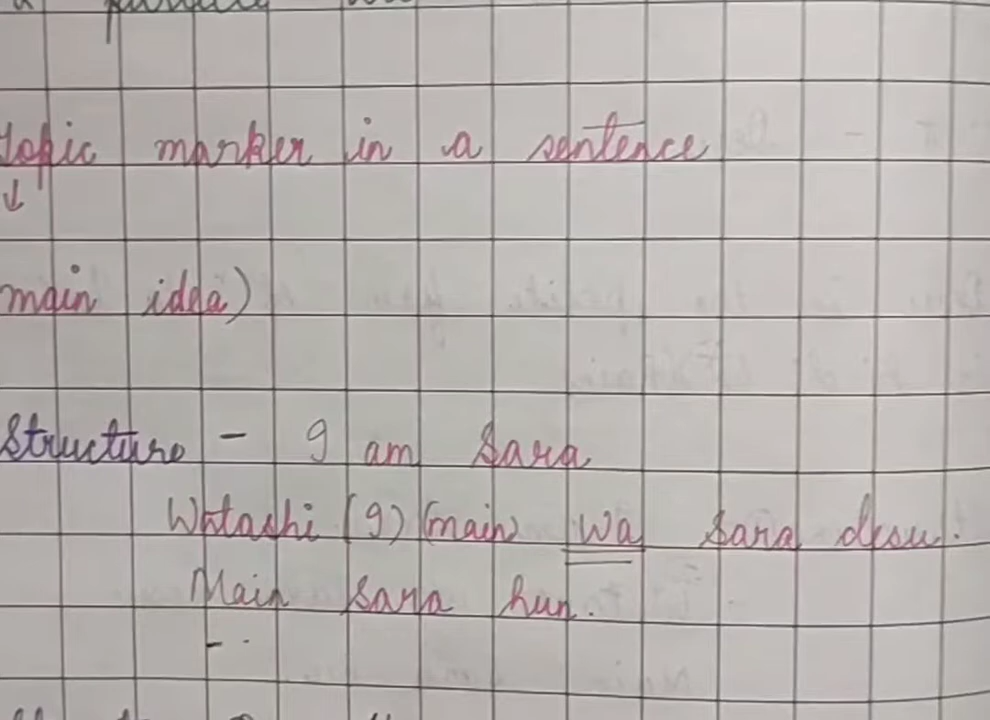 topic marker in a sentence
↓
main idea)
Structure - I am Sara
Watashi (I) (main) wa Sara desu.
Main Sara hun.
-